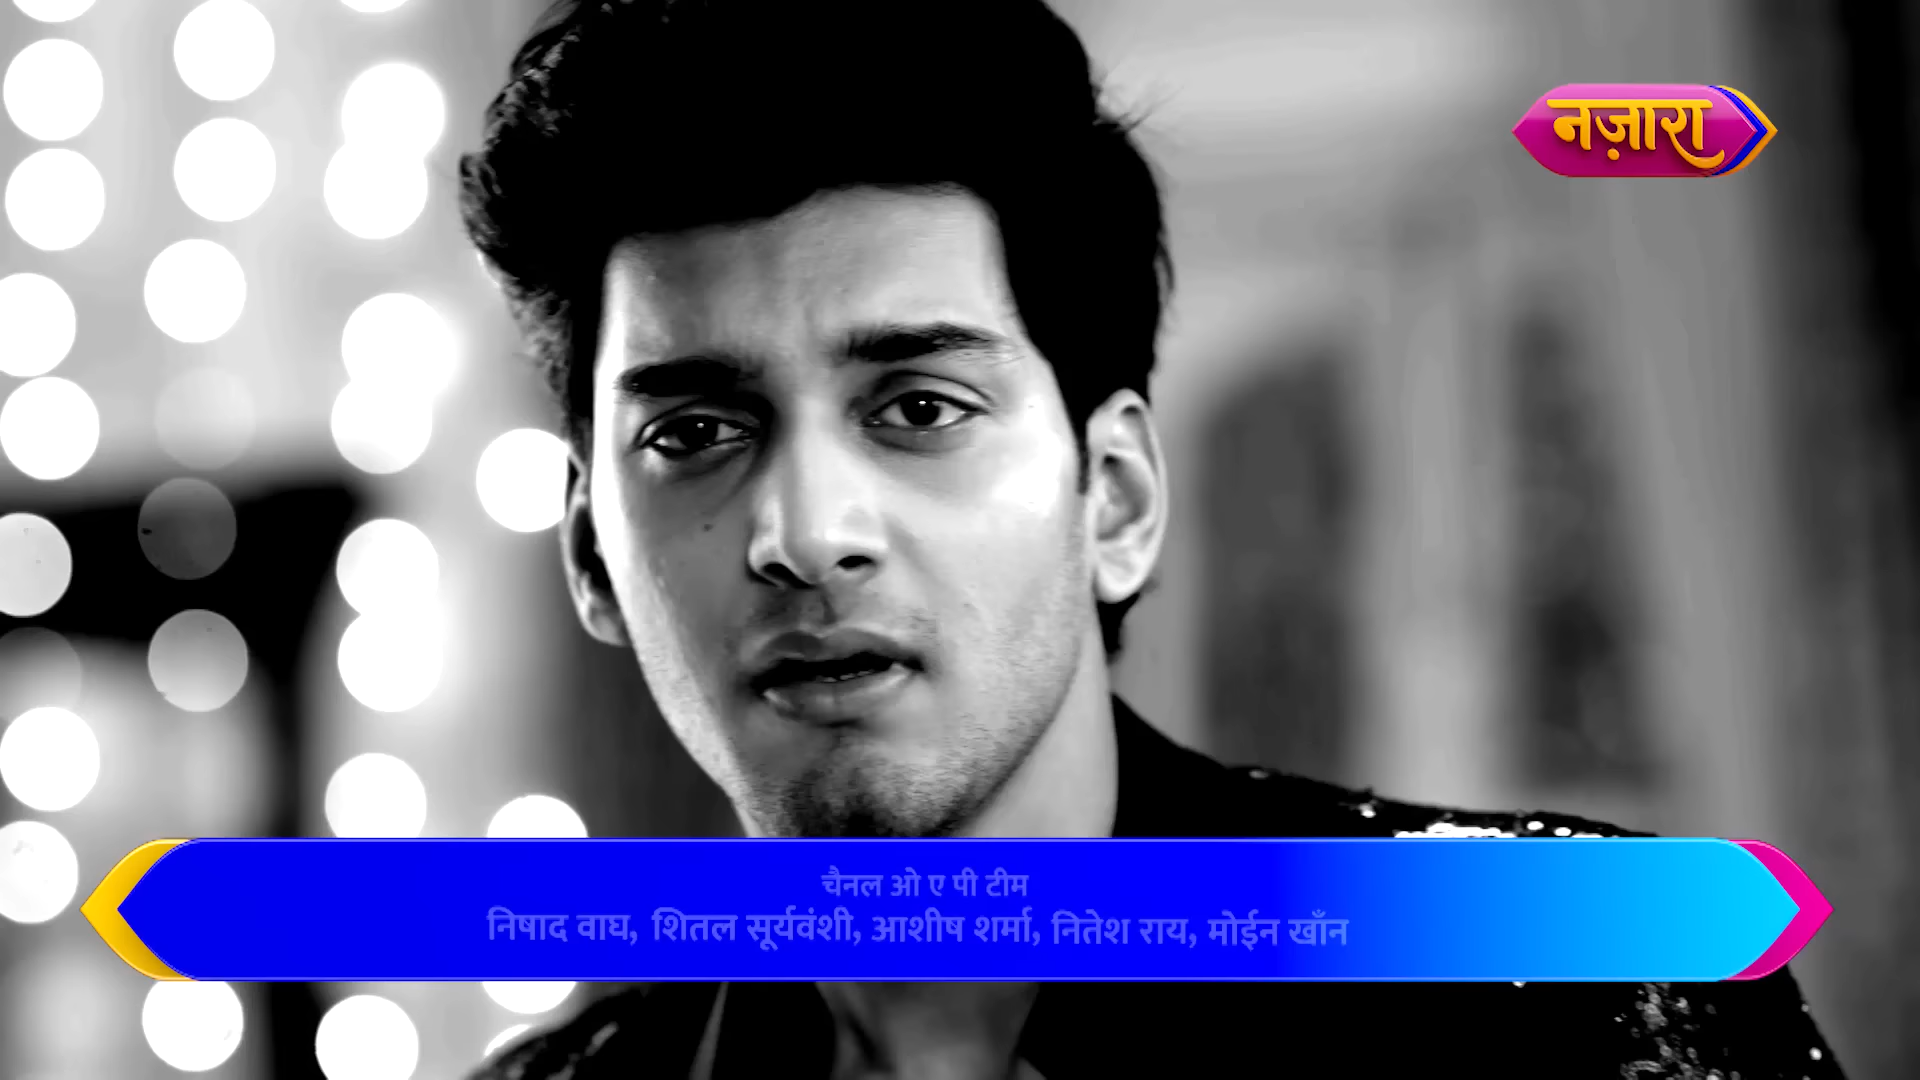 नज़ारा
चैनल ओ ए पी टीम
निषाद वाघ, शितल सूर्यवंशी, आशीष शर्मा, नितेश राय, मोईन खाँन